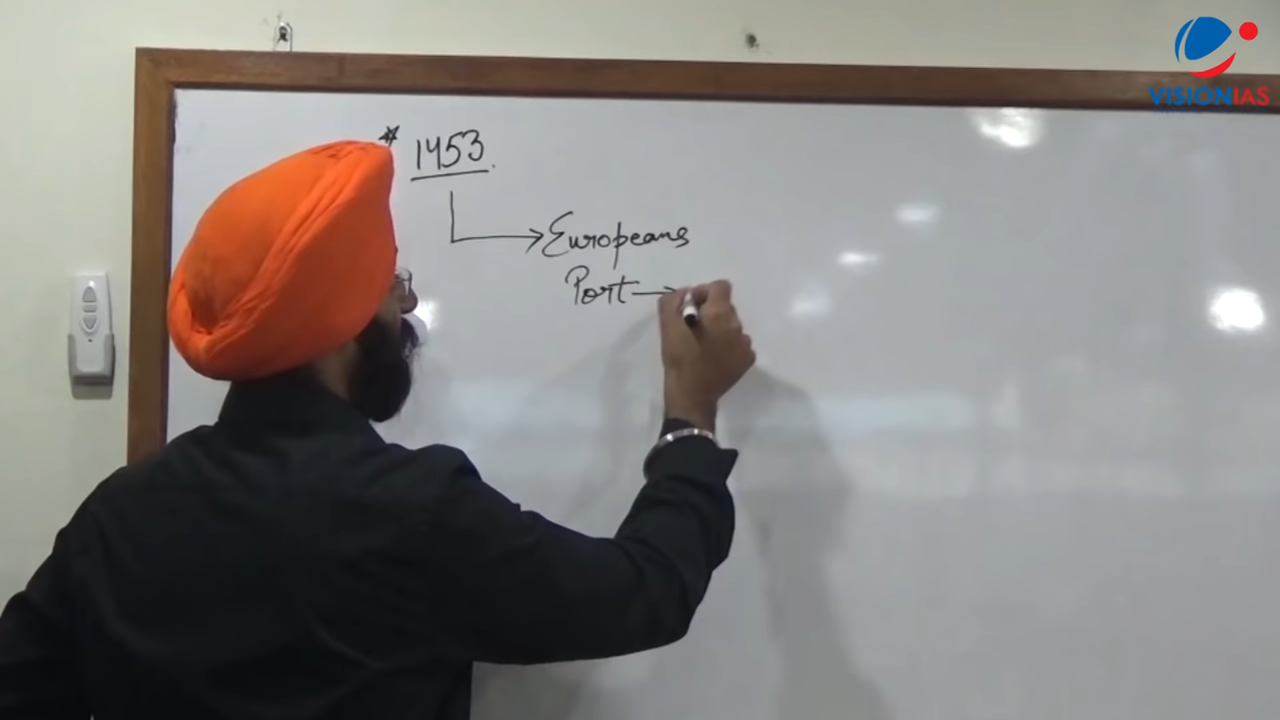 VISIONIAS
* 1453.
→ Europeans
Port →